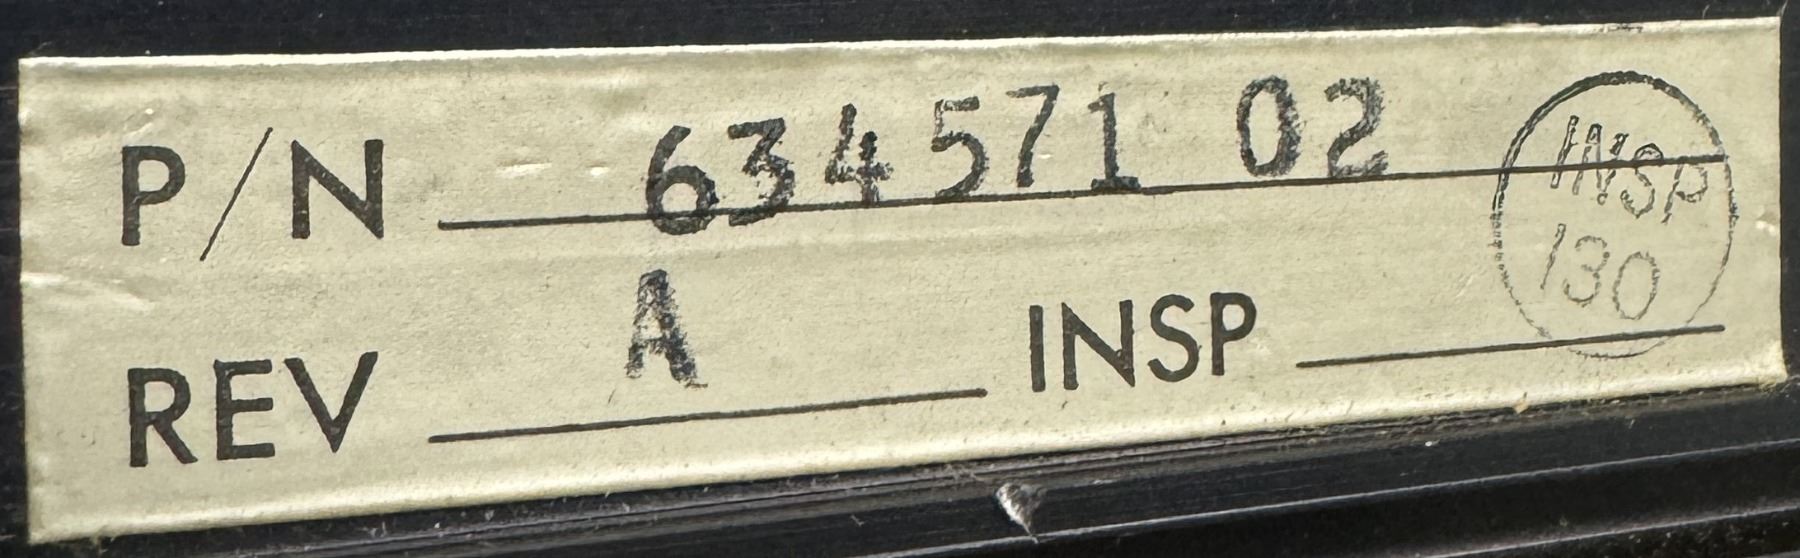 P/N 634571 02
REV A INSP
INSP
130